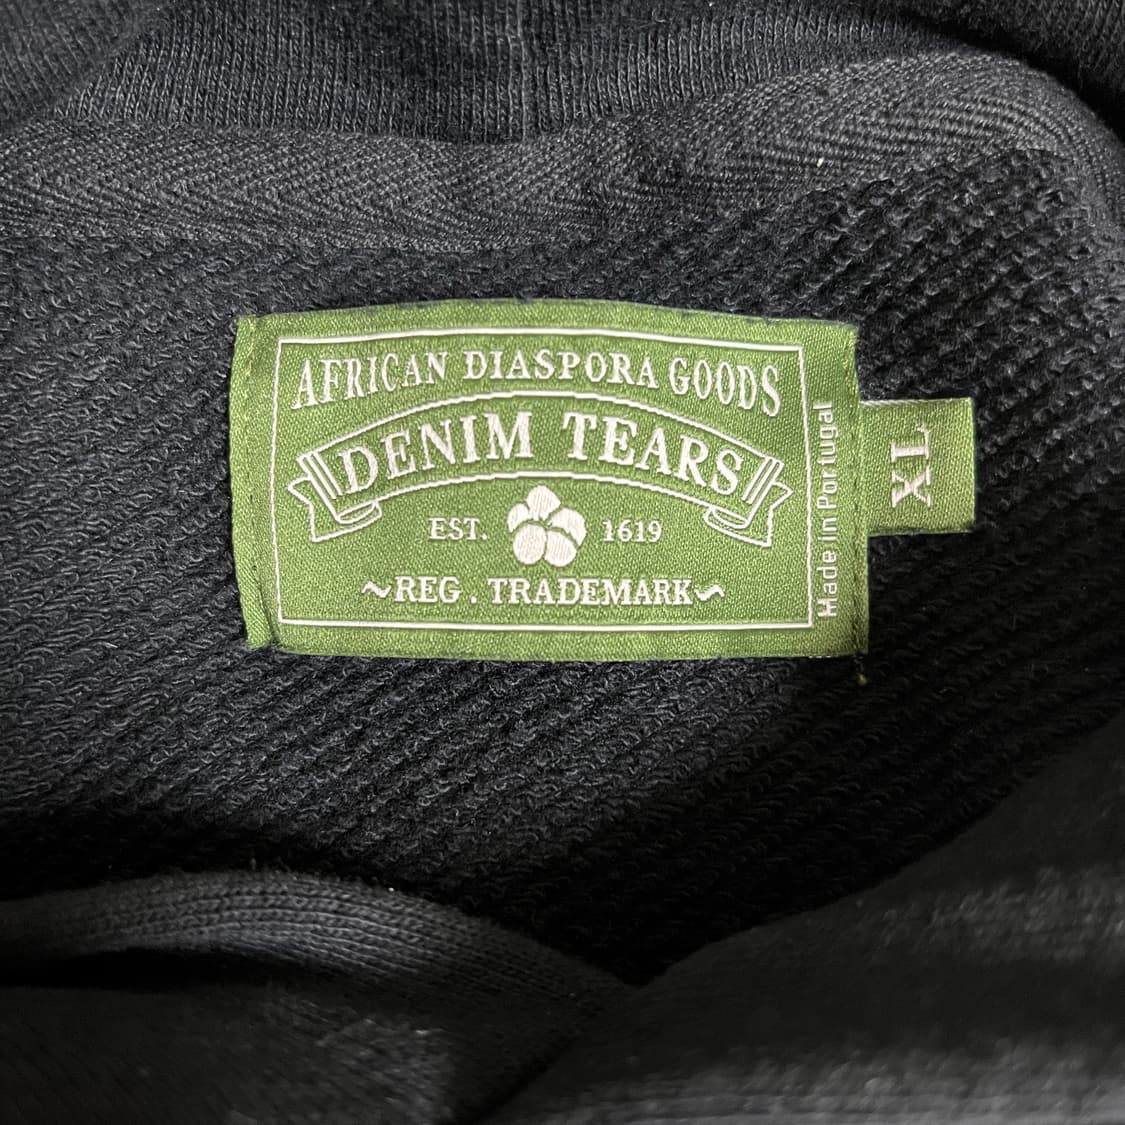 AFRICAN DIASPORA GOODS
DENIM TEARS
EST. 1619
~REG . TRADEMARK~
Made in Portugal
XL